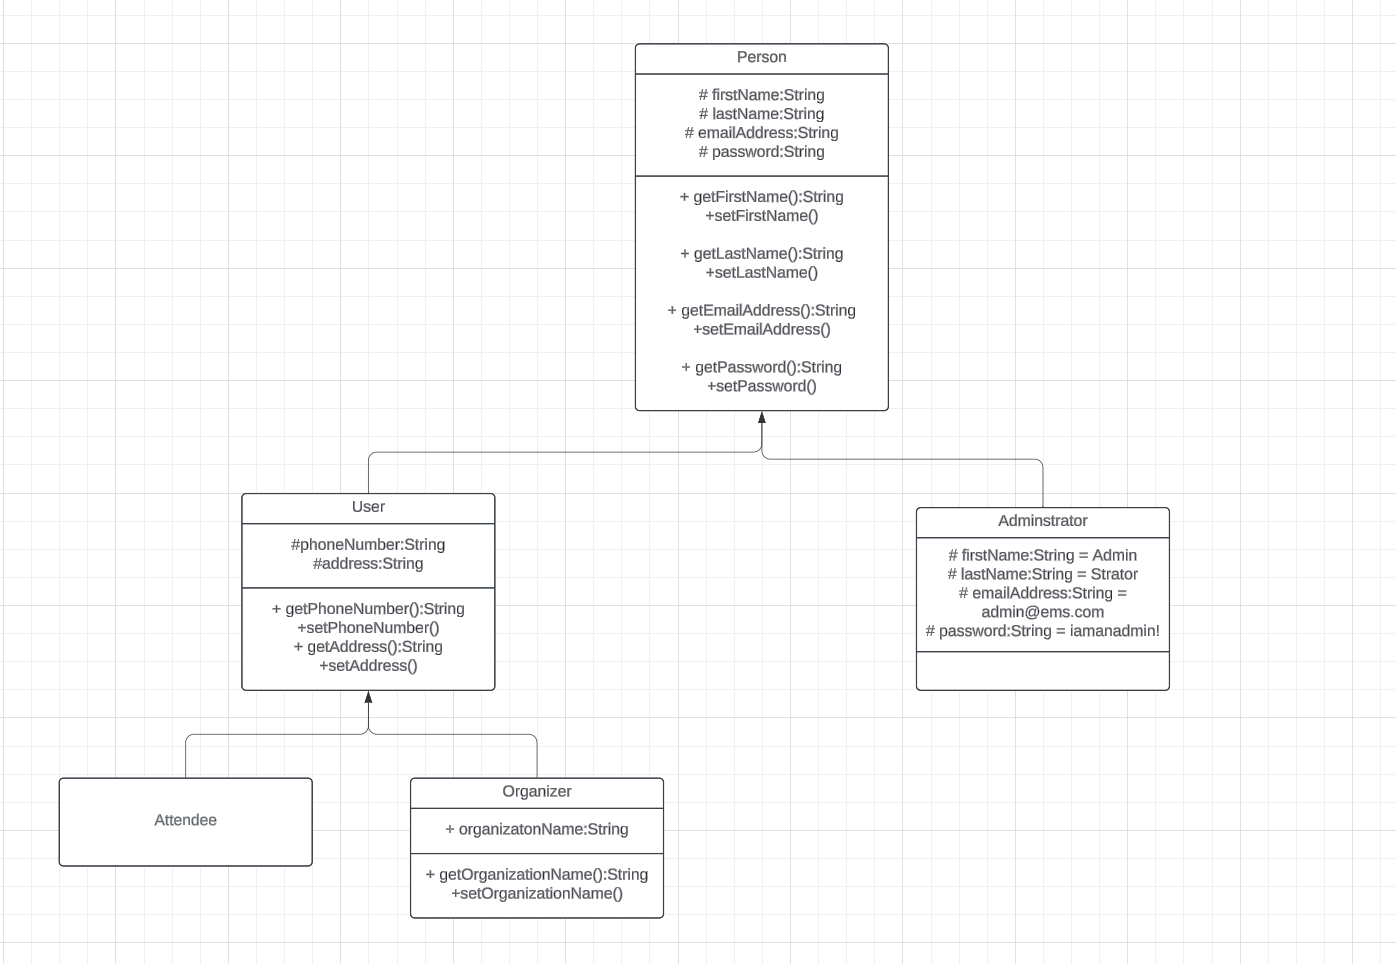 Person
# firstName:String
# lastName:String
# emailAddress:String
# password:String
+ getFirstName():String
+setFirstName()
+ getLastName():String
+setLastName()
+ getEmailAddress():String
+setEmailAddress()
+ getPassword():String
+setPassword()
User
#phoneNumber:String
#address:String
+ getPhoneNumber():String
+setPhoneNumber()
+ getAddress():String
+setAddress()
Adminstrator
# firstName:String = Admin
# lastName:String = Strator
# emailAddress:String =
admin@ems.com
# password:String = iamanadmin!
Attendee
Organizer
+ organizatonName:String
+ getOrganizationName():String
+setOrganizationName()